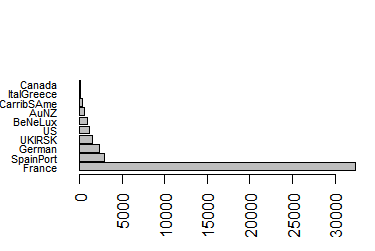 Canada
ItalGreece
CarribSAme
AuNZ
BeNeLux
US
UKIRSK
German
SpainPort
France
0
5000
10000
15000
20000
25000
30000